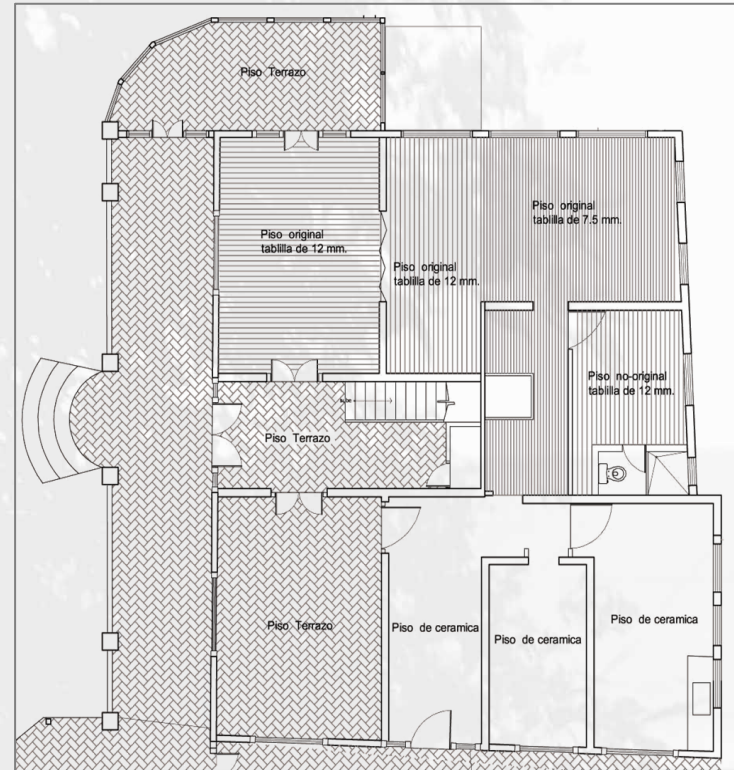 Piso Terrazo
Piso original
tablilla de 7.5 mm.
Piso original
tablilla de 12 mm.
Piso original
tablilla de 12 mm.
Piso no-original
tablilla de 12 mm.
Piso Terrazo
Piso Terrazo
Piso de ceramica
Piso de ceramica
Piso de ceramica